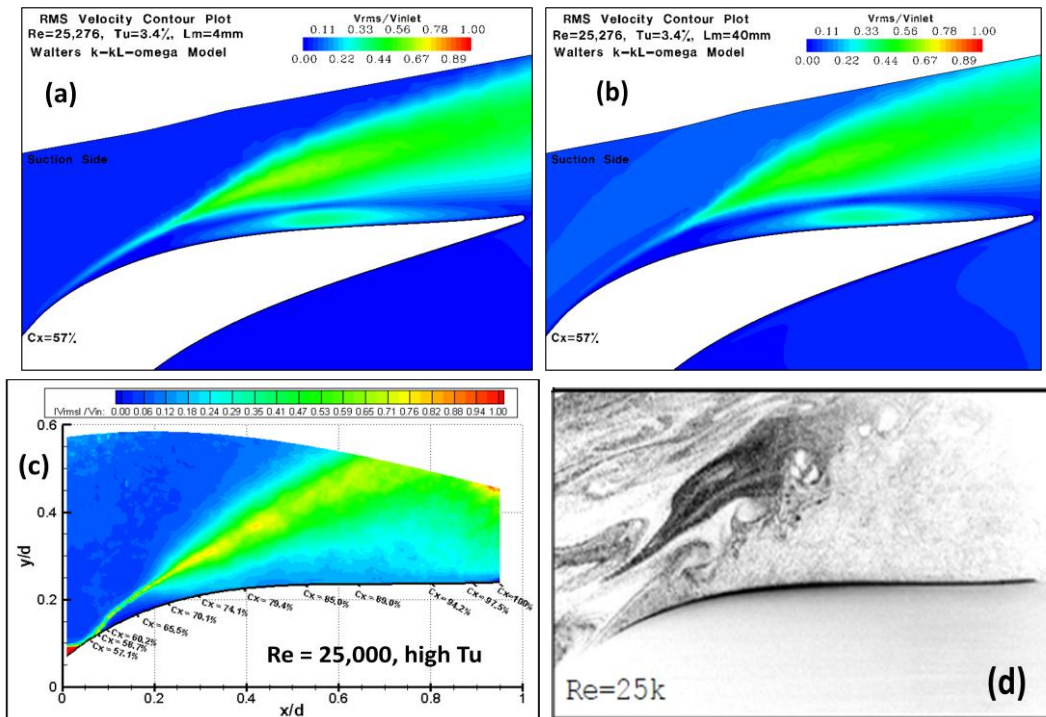 RMS Velocity Contour Plot
Re=25,276, Tu=3.4%, Lm=4mm
Walters k-kL-omega Model
Vrms/Vinlet
0.11 0.33 0.56 0.78 1.00
0.00 0.22 0.44 0.67 0.89
(a)
Suction Side
Cx=57%
RMS Velocity Contour Plot
Re=25,276, Tu=3.4%, Lm=40mm
Walters k-kL-omega Model
Vrms/Vinlet
0.11 0.33 0.56 0.78 1.00
0.00 0.22 0.44 0.67 0.89
(b)
Suction Side
Cx=57%
|Vrms|/Vin: 0.00 0.06 0.12 0.18 0.24 0.29 0.35 0.41 0.47 0.53 0.59 0.65 0.71 0.76 0.82 0.88 0.94 1.00
(c)
0.6
0.4
0.2
0
y/d
Cx=57.1%
Cx=58.7%
Cx=60.2%
Cx=65.5%
Cx=70.1%
Cx=74.1%
Cx=79.4%
Cx=85.0%
Cx=89.0%
Cx=94.2%
Cx=97.5%
Cx=100%
Re = 25,000, high Tu
0 0.2 0.4 0.6 0.8 1
x/d
Re=25k
(d)